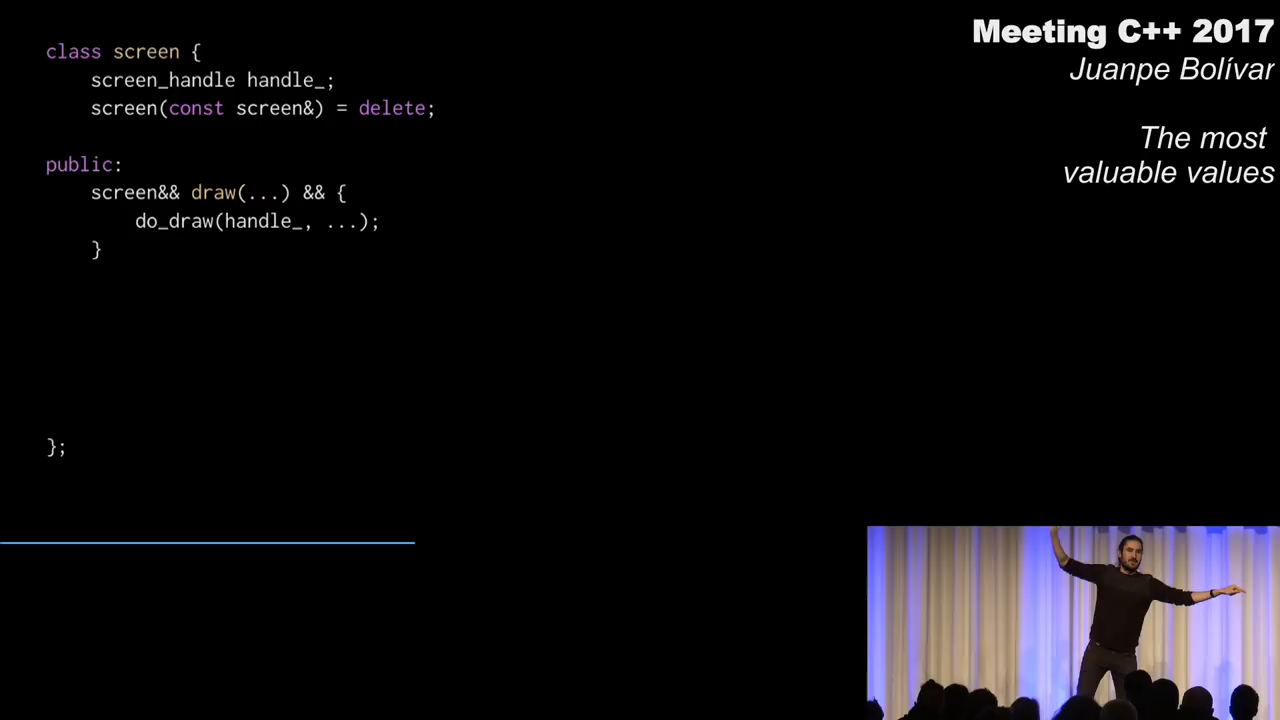 class screen {
screen_handle handle_;
screen(const screen&) = delete;
public:
screen&& draw(...) && {
do_draw(handle_, ...);
}
};
Meeting C++ 2017
Juanpe Bolívar
The most
valuable values